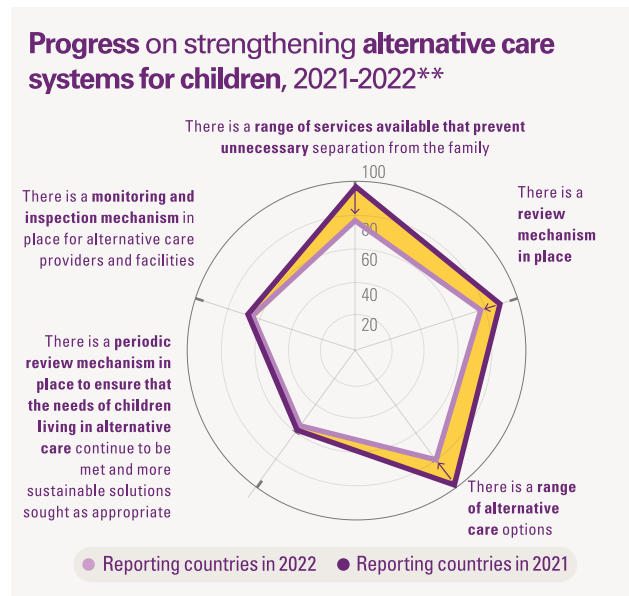 Progress on strengthening alternative care
systems for children, 2021-2022**
There is a range of services available that prevent
unnecessary separation from the family
There is a
review
mechanism
in place
There is a range
of alternative
care options
There is a periodic
review mechanism in
place to ensure that
the needs of children
living in alternative
care continue to be
met and more
sustainable solutions
sought as appropriate
There is a monitoring and
inspection mechanism in
place for alternative care
providers and facilities
100
80
60
40
20
Reporting countries in 2022
Reporting countries in 2021